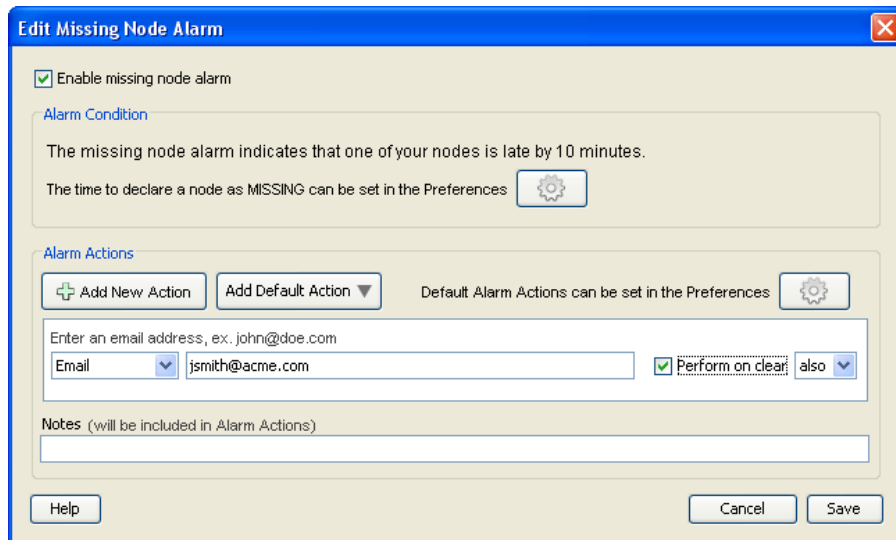 Edit Missing Node Alarm
Enable missing node alarm
Alarm Condition
The missing node alarm indicates that one of your nodes is late by 10 minutes.
The time to declare a node as MISSING can be set in the Preferences
Alarm Actions
Add New Action Add Default Action Default Alarm Actions can be set in the Preferences
Enter an email address, ex. john@doe.com
Email jsmith@acme.com Perform on clear also
Notes (will be included in Alarm Actions)
Help Cancel Save